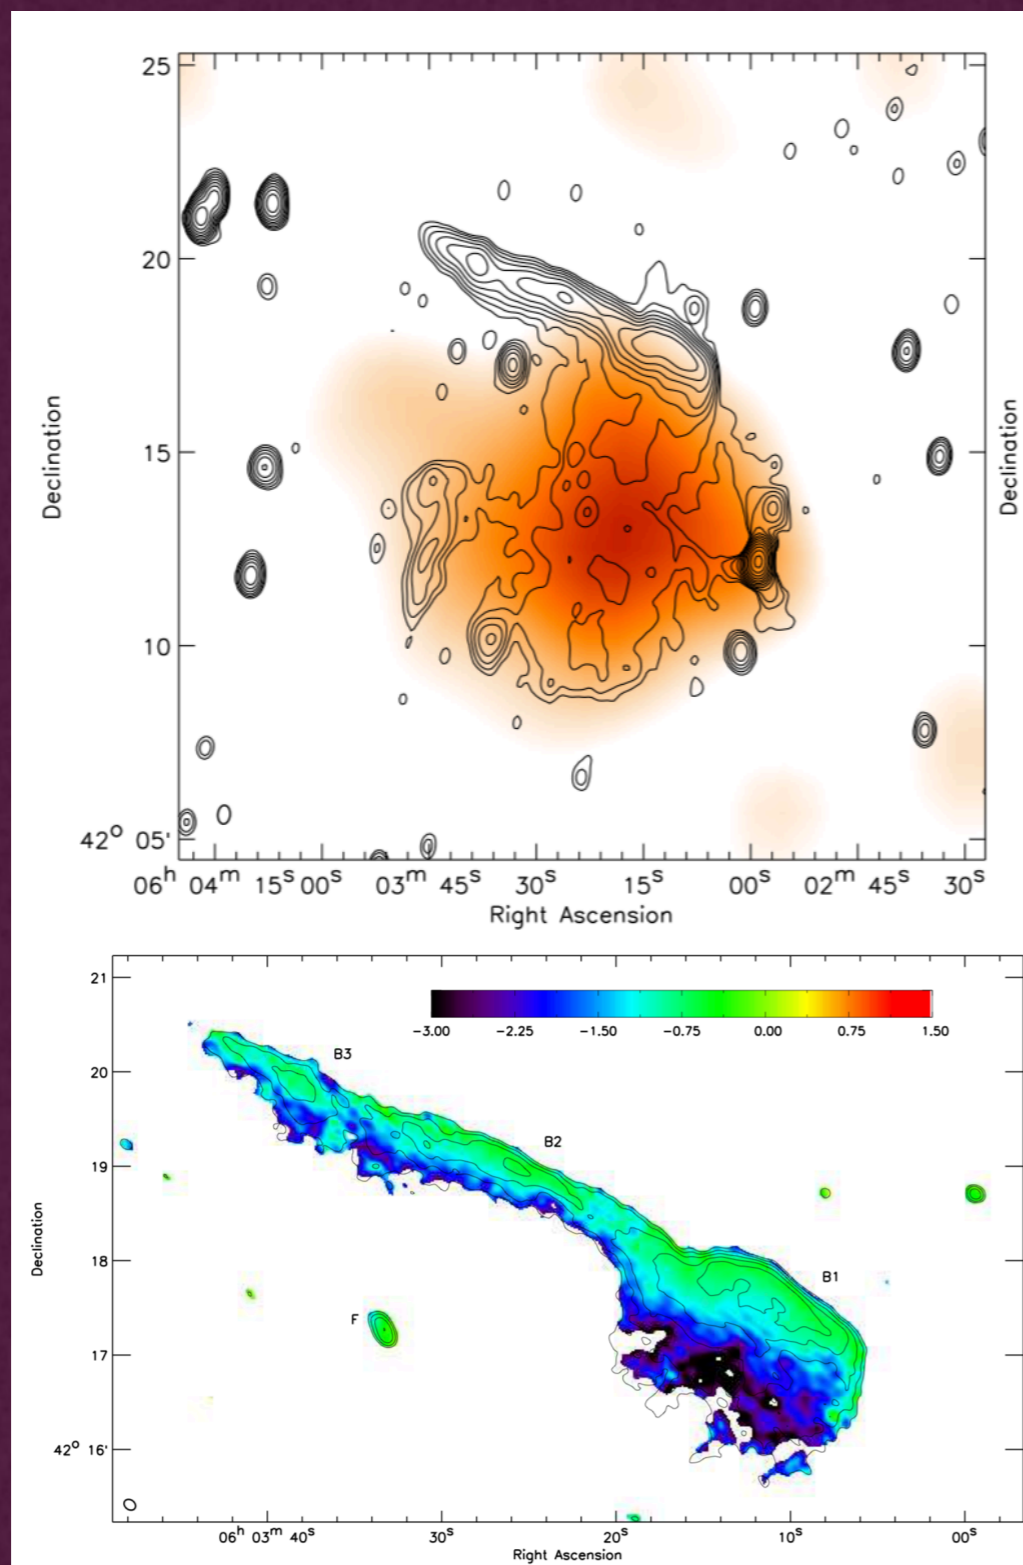 25
20
15
10
42° 05'
Declination
Declination
06ʰ 04ᵐ 15ˢ 00ˢ 03ᵐ 45ˢ 30ˢ 15ˢ 00ˢ 02ᵐ 45ˢ 30ˢ
Right Ascension
21
20
19
18
17
42° 16'
Declination
−3.00 −2.25 −1.50 −0.75 0.00 0.75 1.50
B3
B2
B1
F
06ʰ 03ᵐ 40ˢ 30ˢ 20ˢ 10ˢ 00ˢ
Right Ascension